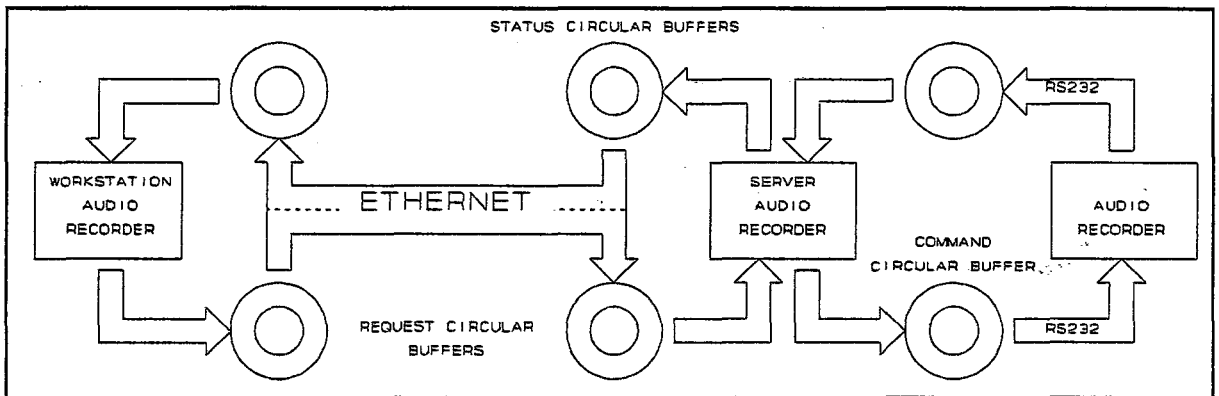 STATUS CIRCULAR BUFFERS
RS232
WORKSTATION
AUDIO
RECORDER
ETHERNET
SERVER
AUDIO
RECORDER
AUDIO
RECORDER
COMMAND
CIRCULAR BUFFER
REQUEST CIRCULAR
BUFFERS
RS232